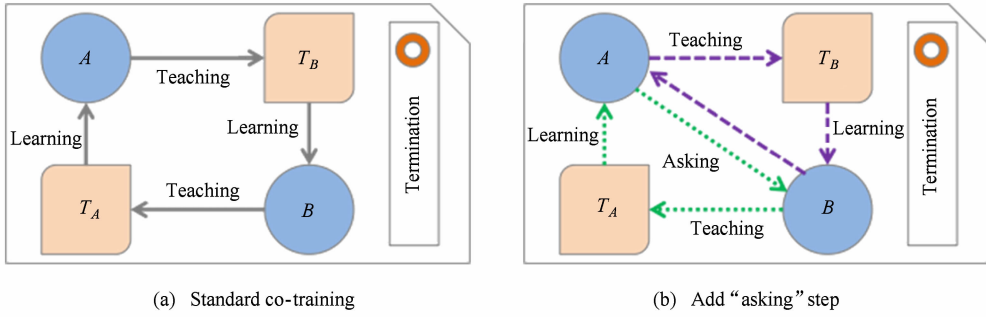 A
Teaching
T_B
Learning
Learning
Termination
T_A
Teaching
B
(a) Standard co-training
A
Teaching
T_B
Learning
Learning
Asking
Termination
T_A
Teaching
B
(b) Add “asking” step